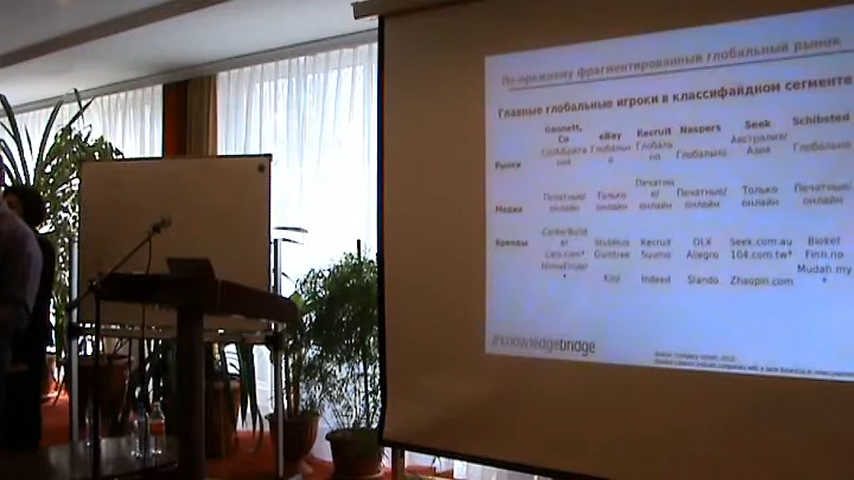 По-прежнему фрагментированный глобальный рынок
Главные глобальные игроки в классифайдном сегменте
Gannett, Co eBay Recruit Naspers Seek Schibsted
Рынки Глобально Глобально Глобально Австралия/Азия Глобально
Медиа Печатные/онлайн Только онлайн Печатные/онлайн Печатные/онлайн Только онлайн Печатные/онлайн
Бренды CareerBuilder Recruit OLX Seek.com.au Blocket
Cars.com* Gumtree Suumo Allegro 104.com.tw* Finn.no
HomeFinder* Kijiji Indeed Slando Zhaopin.com Mudah.my*
//knowledgebridge